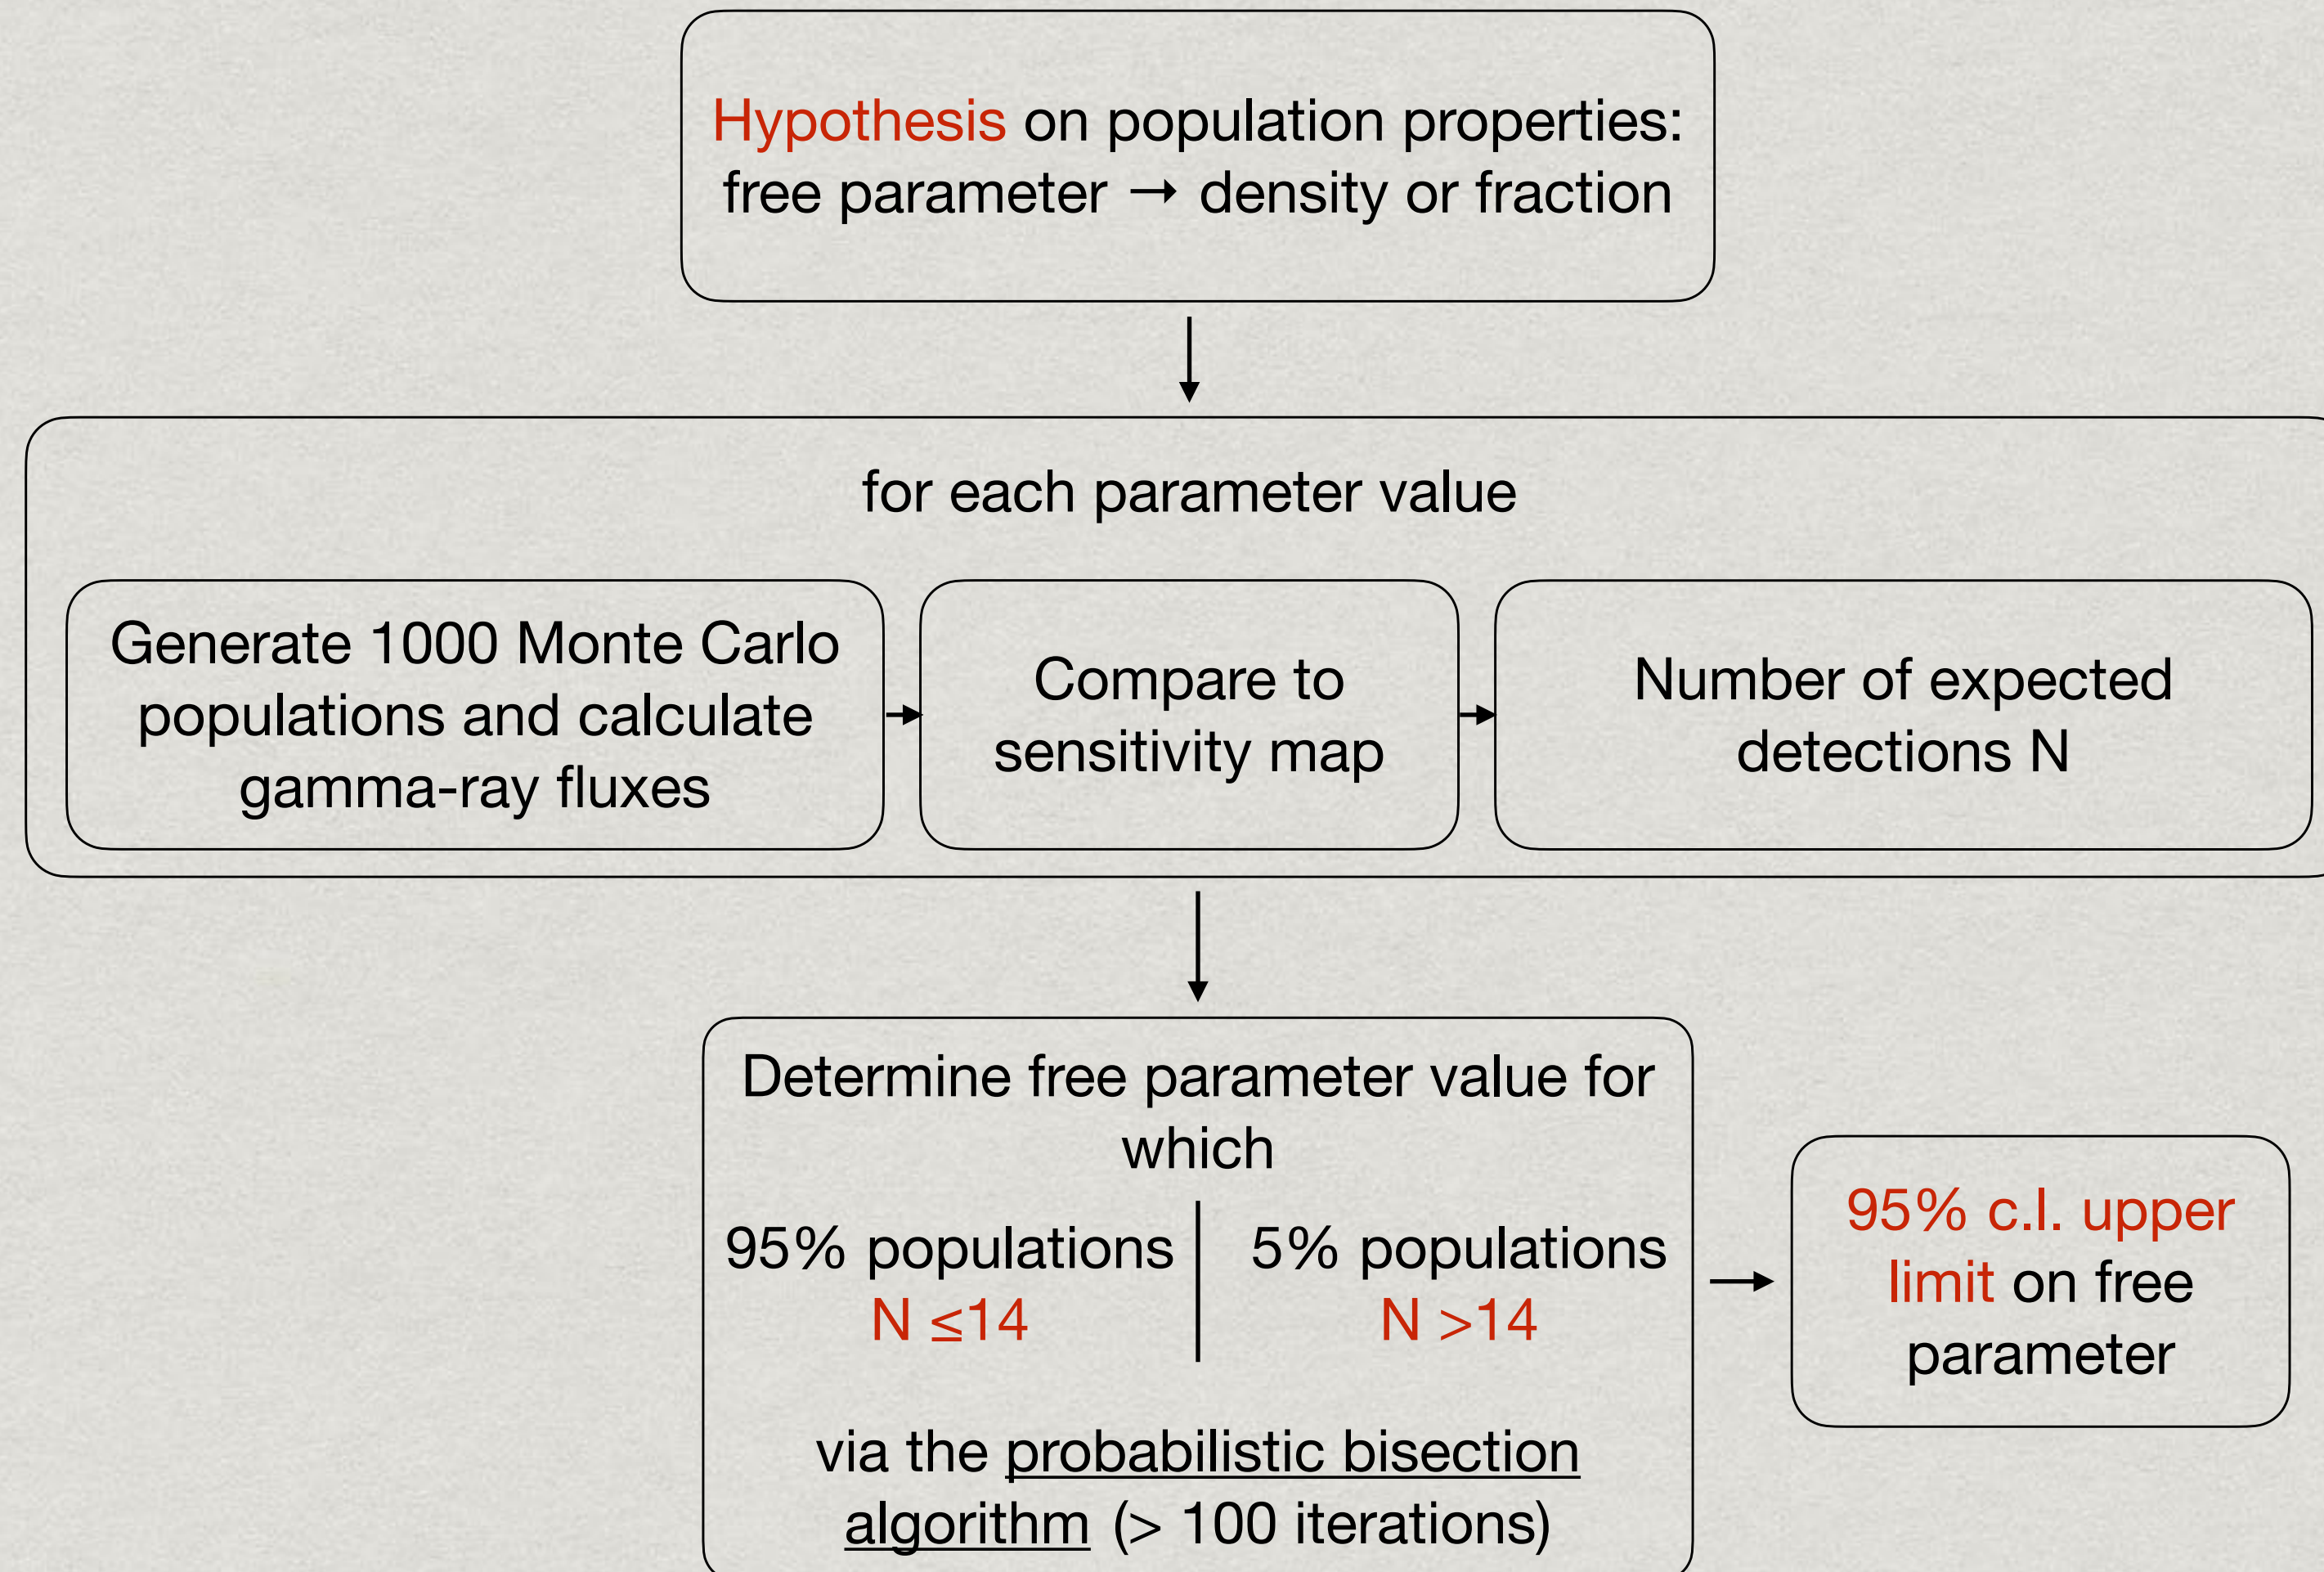 Hypothesis on population properties:
free parameter → density or fraction
for each parameter value
Generate 1000 Monte Carlo
populations and calculate
gamma-ray fluxes
Compare to
sensitivity map
Number of expected
detections N
Determine free parameter value for
which
95% populations
N ≤14
5% populations
N >14
via the probabilistic bisection
algorithm (> 100 iterations)
95% c.l. upper
limit on free
parameter